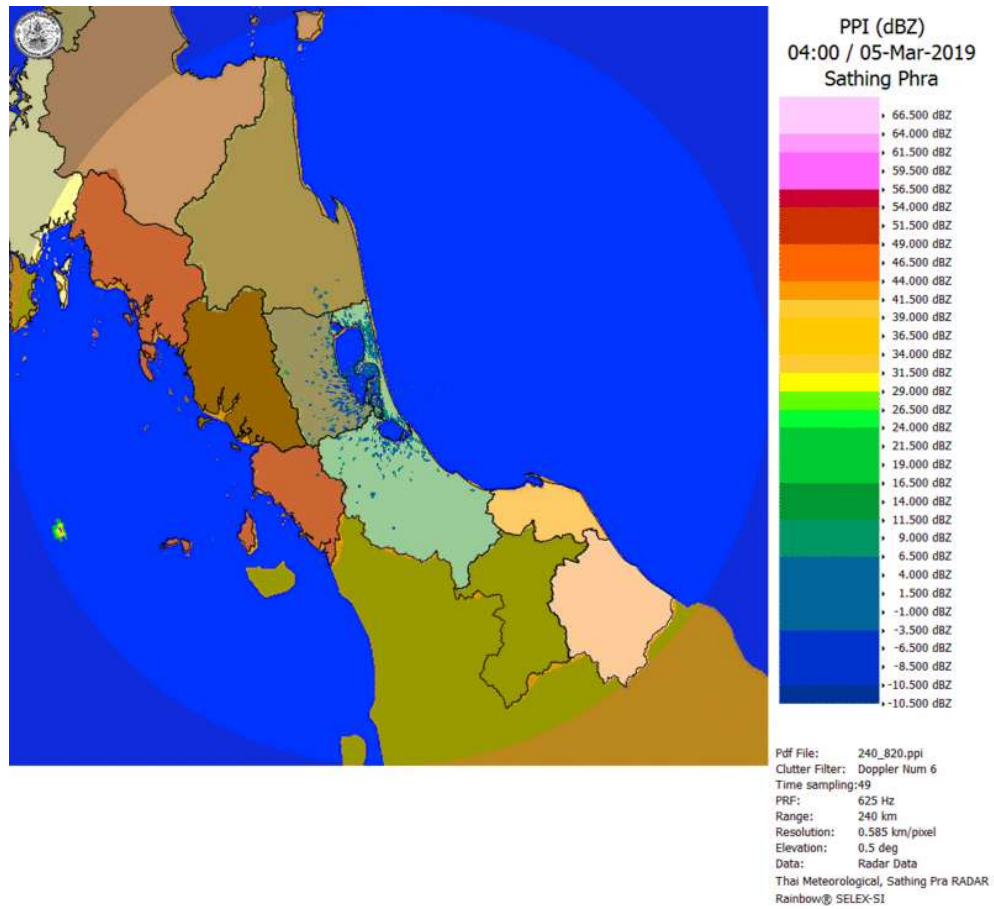 PPI (dBZ)
04:00 / 05-Mar-2019
Sathing Phra
66.500 dBZ
64.000 dBZ
61.500 dBZ
59.500 dBZ
56.500 dBZ
54.000 dBZ
51.500 dBZ
49.000 dBZ
46.500 dBZ
44.000 dBZ
41.500 dBZ
39.000 dBZ
36.500 dBZ
34.000 dBZ
31.500 dBZ
29.000 dBZ
26.500 dBZ
24.000 dBZ
21.500 dBZ
19.000 dBZ
16.500 dBZ
14.000 dBZ
11.500 dBZ
9.000 dBZ
6.500 dBZ
4.000 dBZ
1.500 dBZ
-1.000 dBZ
-3.500 dBZ
-6.500 dBZ
-8.500 dBZ
-10.500 dBZ
-10.500 dBZ
Pdf File: 240_820.ppi
Clutter Filter: Doppler Num 6
Time sampling:49
PRF: 625 Hz
Range: 240 km
Resolution: 0.585 km/pixel
Elevation: 0.5 deg
Data: Radar Data
Thai Meteorological, Sathing Pra RADAR
Rainbow® SELEX-SI